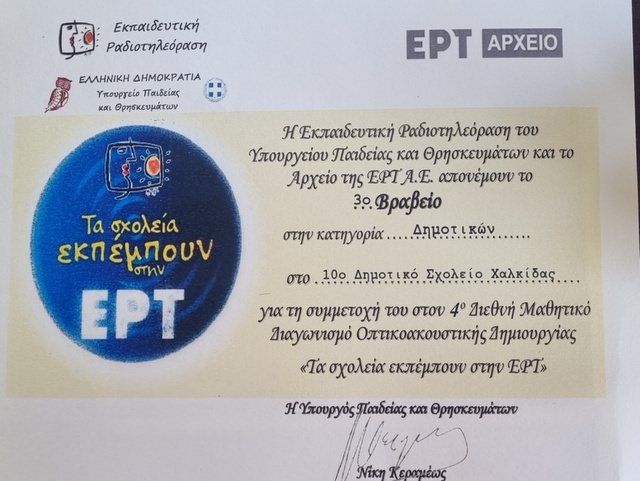 Εκπαιδευτική
Ραδιοτηλεόραση
ΕΡΤ ΑΡΧΕΙΟ
ΕΛΛΗΝΙΚΗ ΔΗΜΟΚΡΑΤΙΑ
Υπουργείο Παιδείας
και Θρησκευμάτων
Τα σχολεία
εκπέμπουν
στην
ΕΡΤ
Η Εκπαιδευτική Ραδιοτηλεόραση του
Υπουργείου Παιδείας και Θρησκευμάτων και το
Αρχείο της ΕΡΤ Α.Ε. απονέμουν το
3ο Βραβείο
στην κατηγορία ....Δημοτικών......
στο ..10ο Δημοτικό Σχολείο Χαλκίδας....
για τη συμμετοχή του στον 4º Διεθνή Μαθητικό
Διαγωνισμό Οπτικοακουστικής Δημιουργίας
«Τα σχολεία εκπέμπουν στην ΕΡΤ»
Η Υπουργός Παιδείας και Θρησκευμάτων
Νίκη Κεραμέως